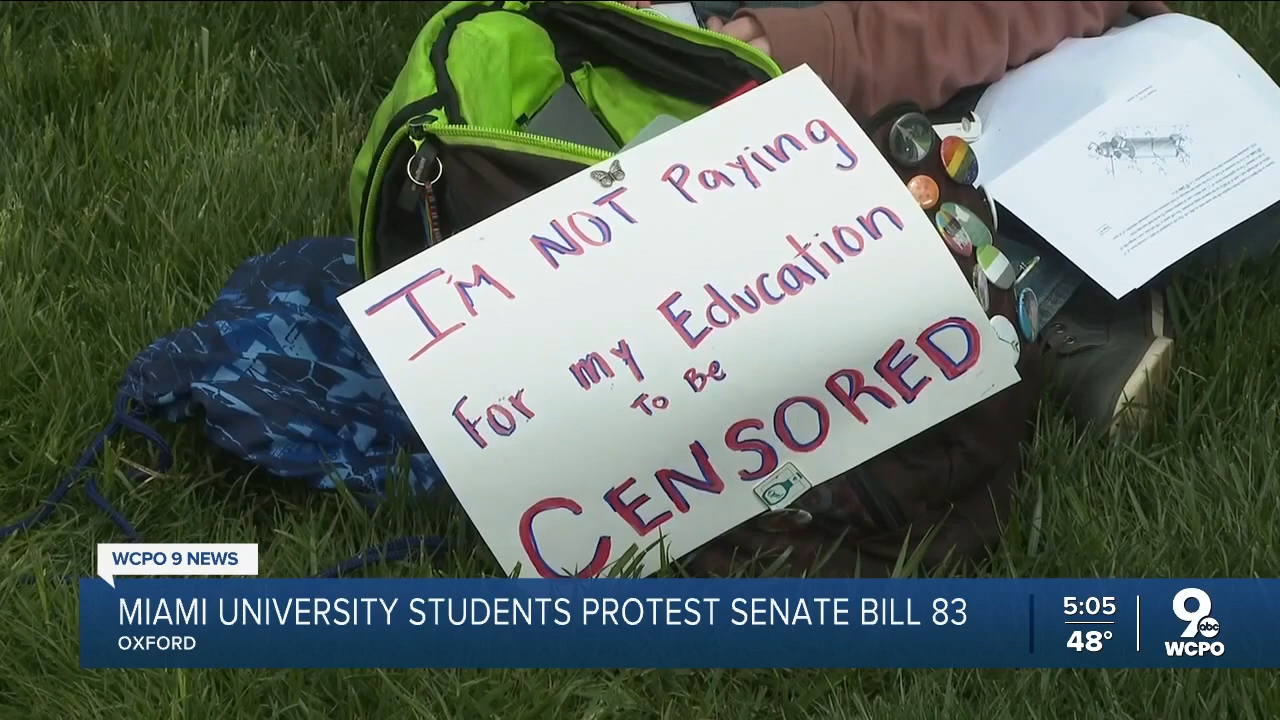 I'M NOT Paying
For my Education
To Be
CENSORED
WCPO 9 NEWS
MIAMI UNIVERSITY STUDENTS PROTEST SENATE BILL 83
OXFORD
5:05
48°
9
abc
WCPO